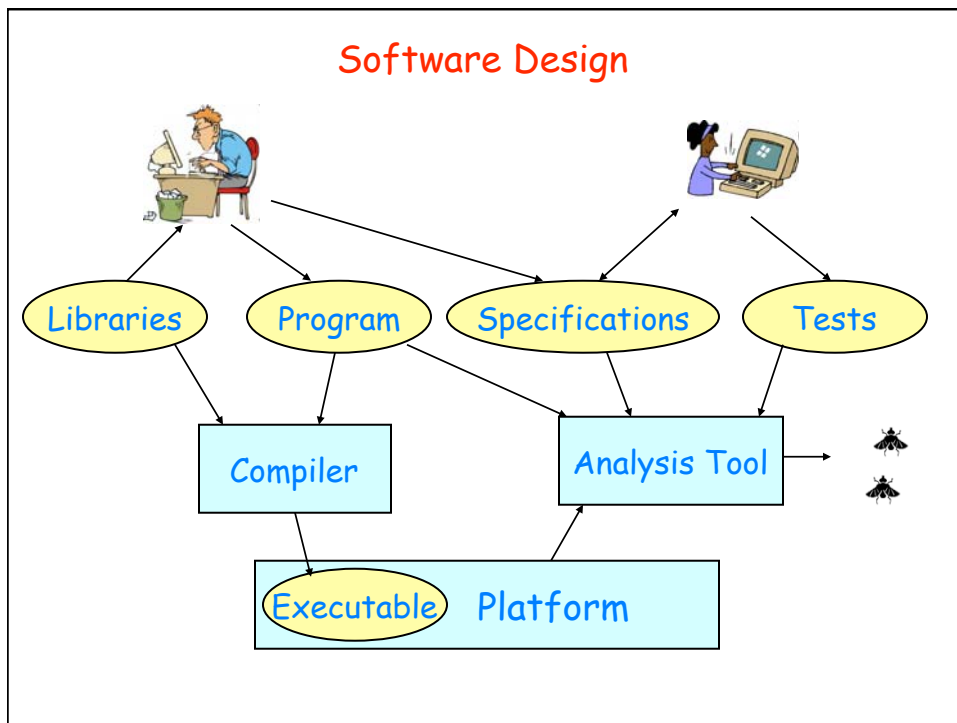 Software Design
Libraries
Program
Specifications
Tests
Compiler
Analysis Tool
Executable
Platform